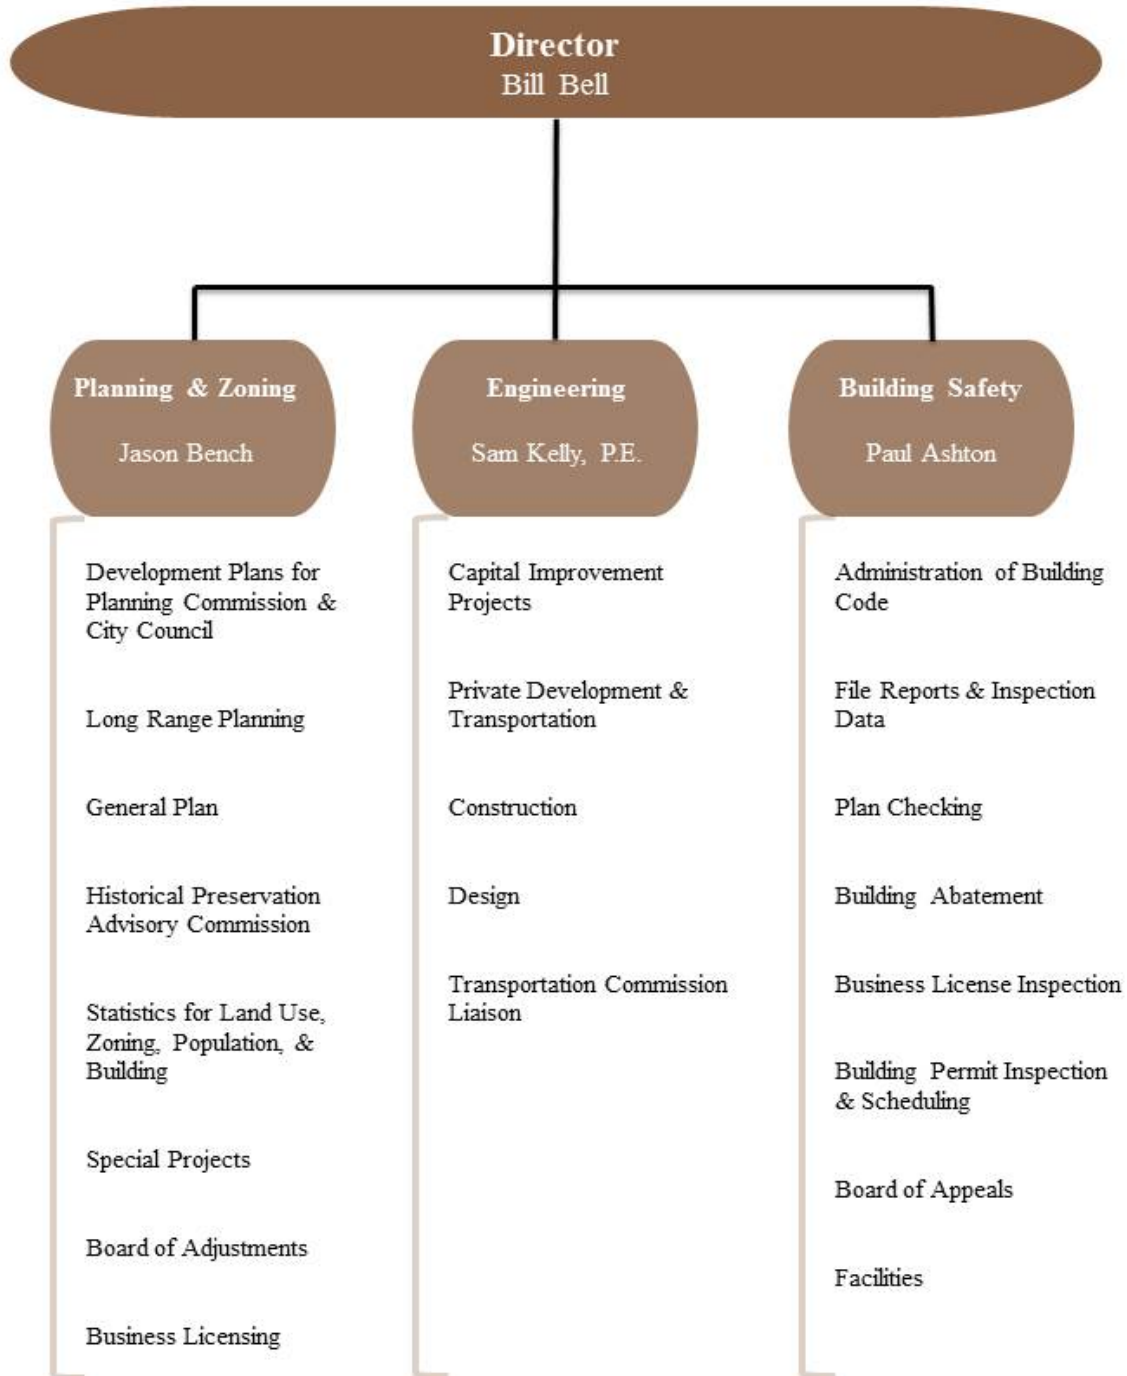 Director
Bill Bell
Planning & Zoning
Jason Bench
Development Plans for
Planning Commission &
City Council
Long Range Planning
General Plan
Historical Preservation
Advisory Commission
Statistics for Land Use,
Zoning, Population, &
Building
Special Projects
Board of Adjustments
Business Licensing
Engineering
Sam Kelly, P.E.
Capital Improvement
Projects
Private Development &
Transportation
Construction
Design
Transportation Commission
Liaison
Building Safety
Paul Ashton
Administration of Building
Code
File Reports & Inspection
Data
Plan Checking
Building Abatement
Business License Inspection
Building Permit Inspection
& Scheduling
Board of Appeals
Facilities